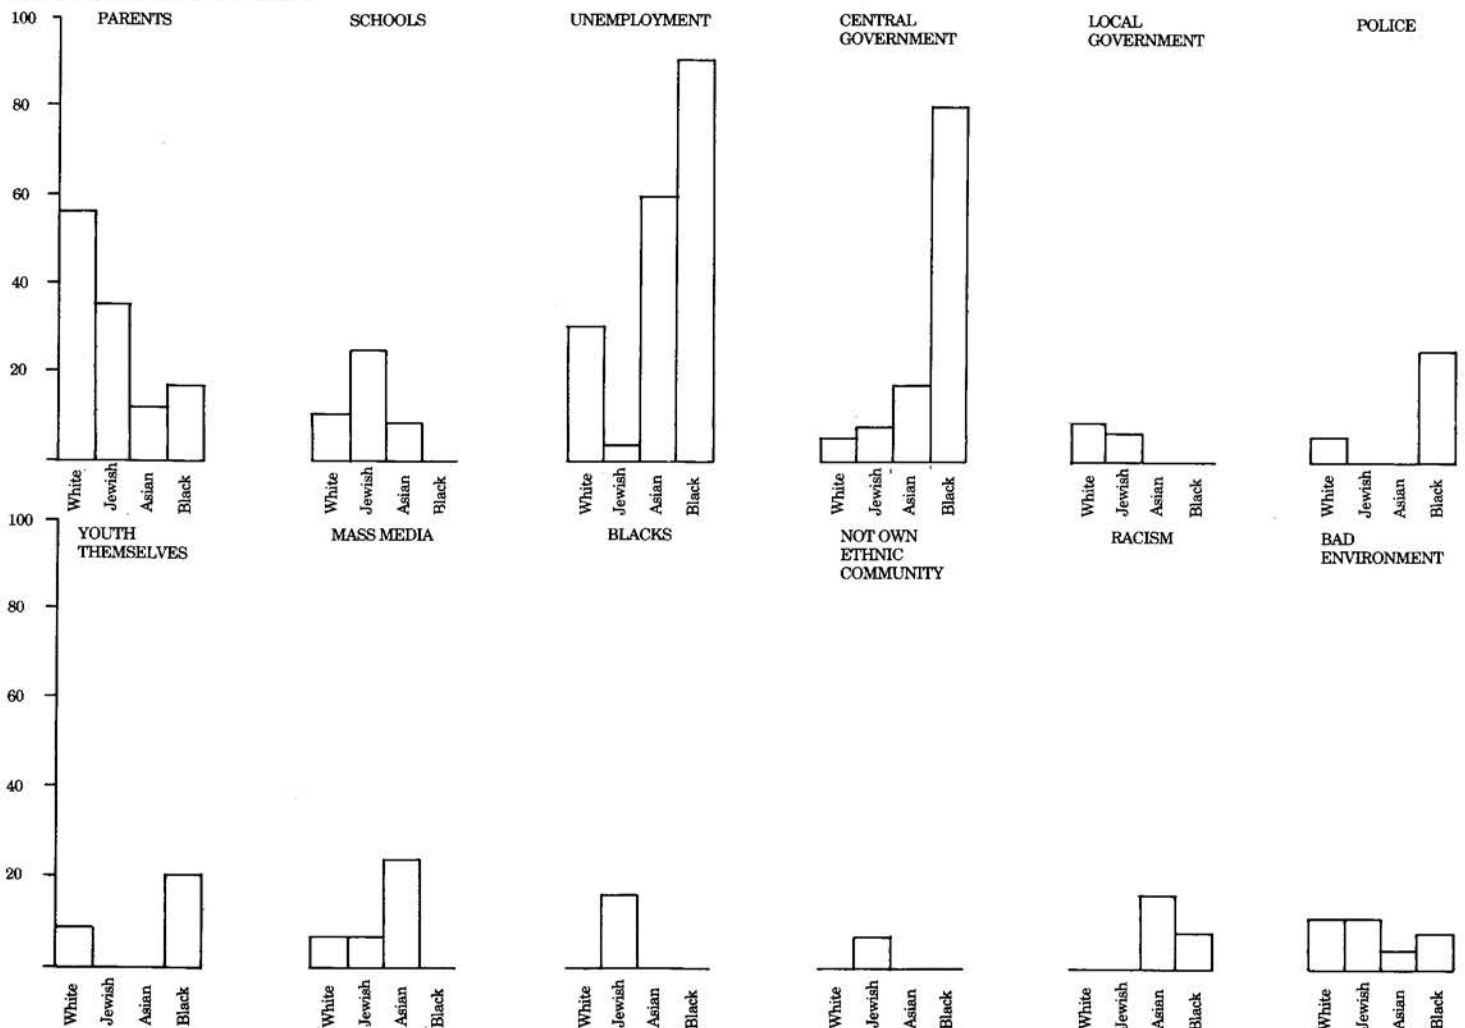 100
PARENTS
SCHOOLS
UNEMPLOYMENT
CENTRAL
GOVERNMENT
LOCAL
GOVERNMENT
POLICE
80
60
40
20
White
Jewish
Asian
Black
White
Jewish
Asian
Black
White
Jewish
Asian
Black
White
Jewish
Asian
Black
White
Jewish
Asian
Black
White
Jewish
Asian
Black
100
YOUTH
THEMSELVES
MASS MEDIA
BLACKS
NOT OWN
ETHNIC
COMMUNITY
RACISM
BAD
ENVIRONMENT
80
60
40
20
White
Jewish
Asian
Black
White
Jewish
Asian
Black
White
Jewish
Asian
Black
White
Jewish
Asian
Black
White
Jewish
Asian
Black
White
Jewish
Asian
Black